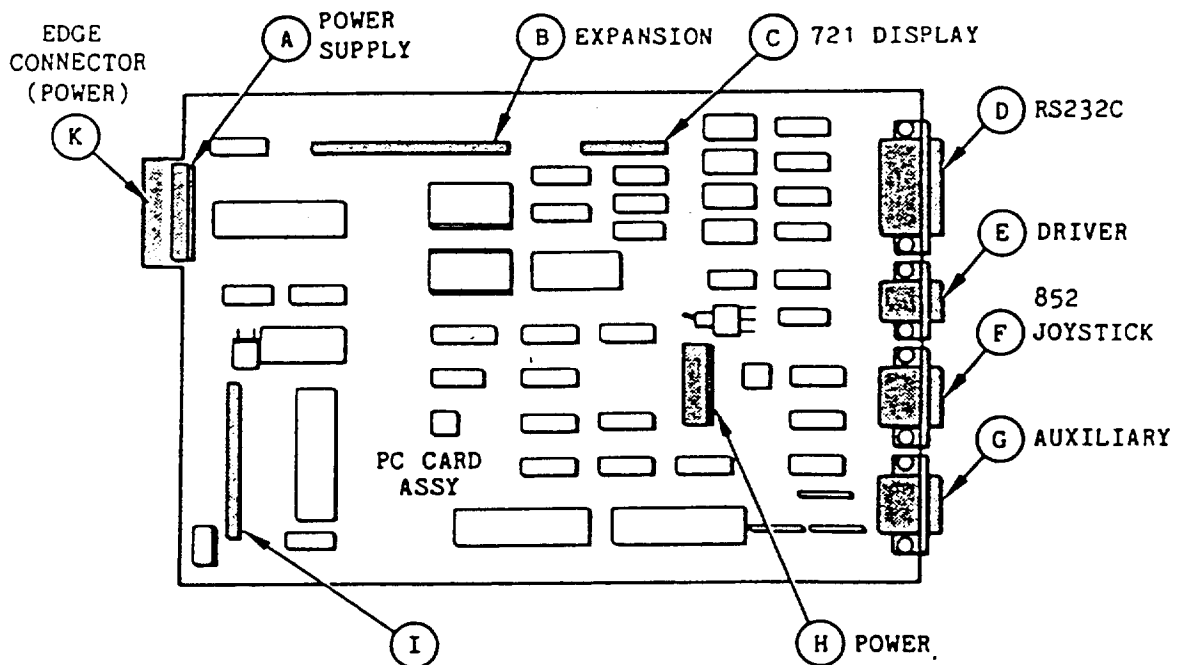 EDGE
CONNECTOR
(POWER)
K
A POWER
SUPPLY
B EXPANSION
C 721 DISPLAY
D RS232C
E DRIVER
852
F JOYSTICK
G AUXILIARY
PC CARD
ASSY
I
H POWER.